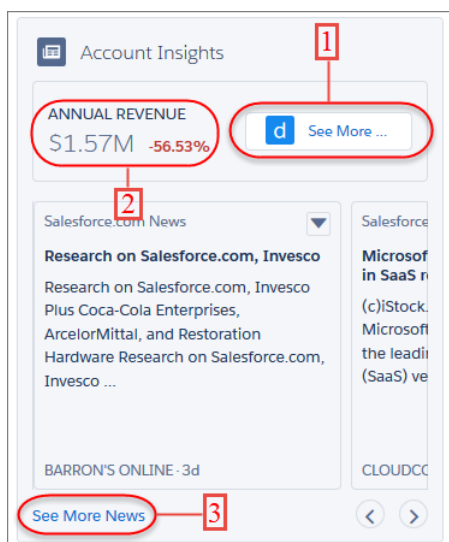 1
Account Insights
ANNUAL REVENUE
$1.57M -56.53%
d See More ...
2
Salesforce.com News
Research on Salesforce.com, Invesco
Research on Salesforce.com, Invesco
Plus Coca-Cola Enterprises,
ArcelorMittal, and Restoration
Hardware Research on Salesforce.com,
Invesco ...
BARRON'S ONLINE · 3d
Salesforce
Microsof
in SaaS r
(c)iStock.
Microsoft
the leadi
(SaaS) ve
CLOUDCO
See More News
3